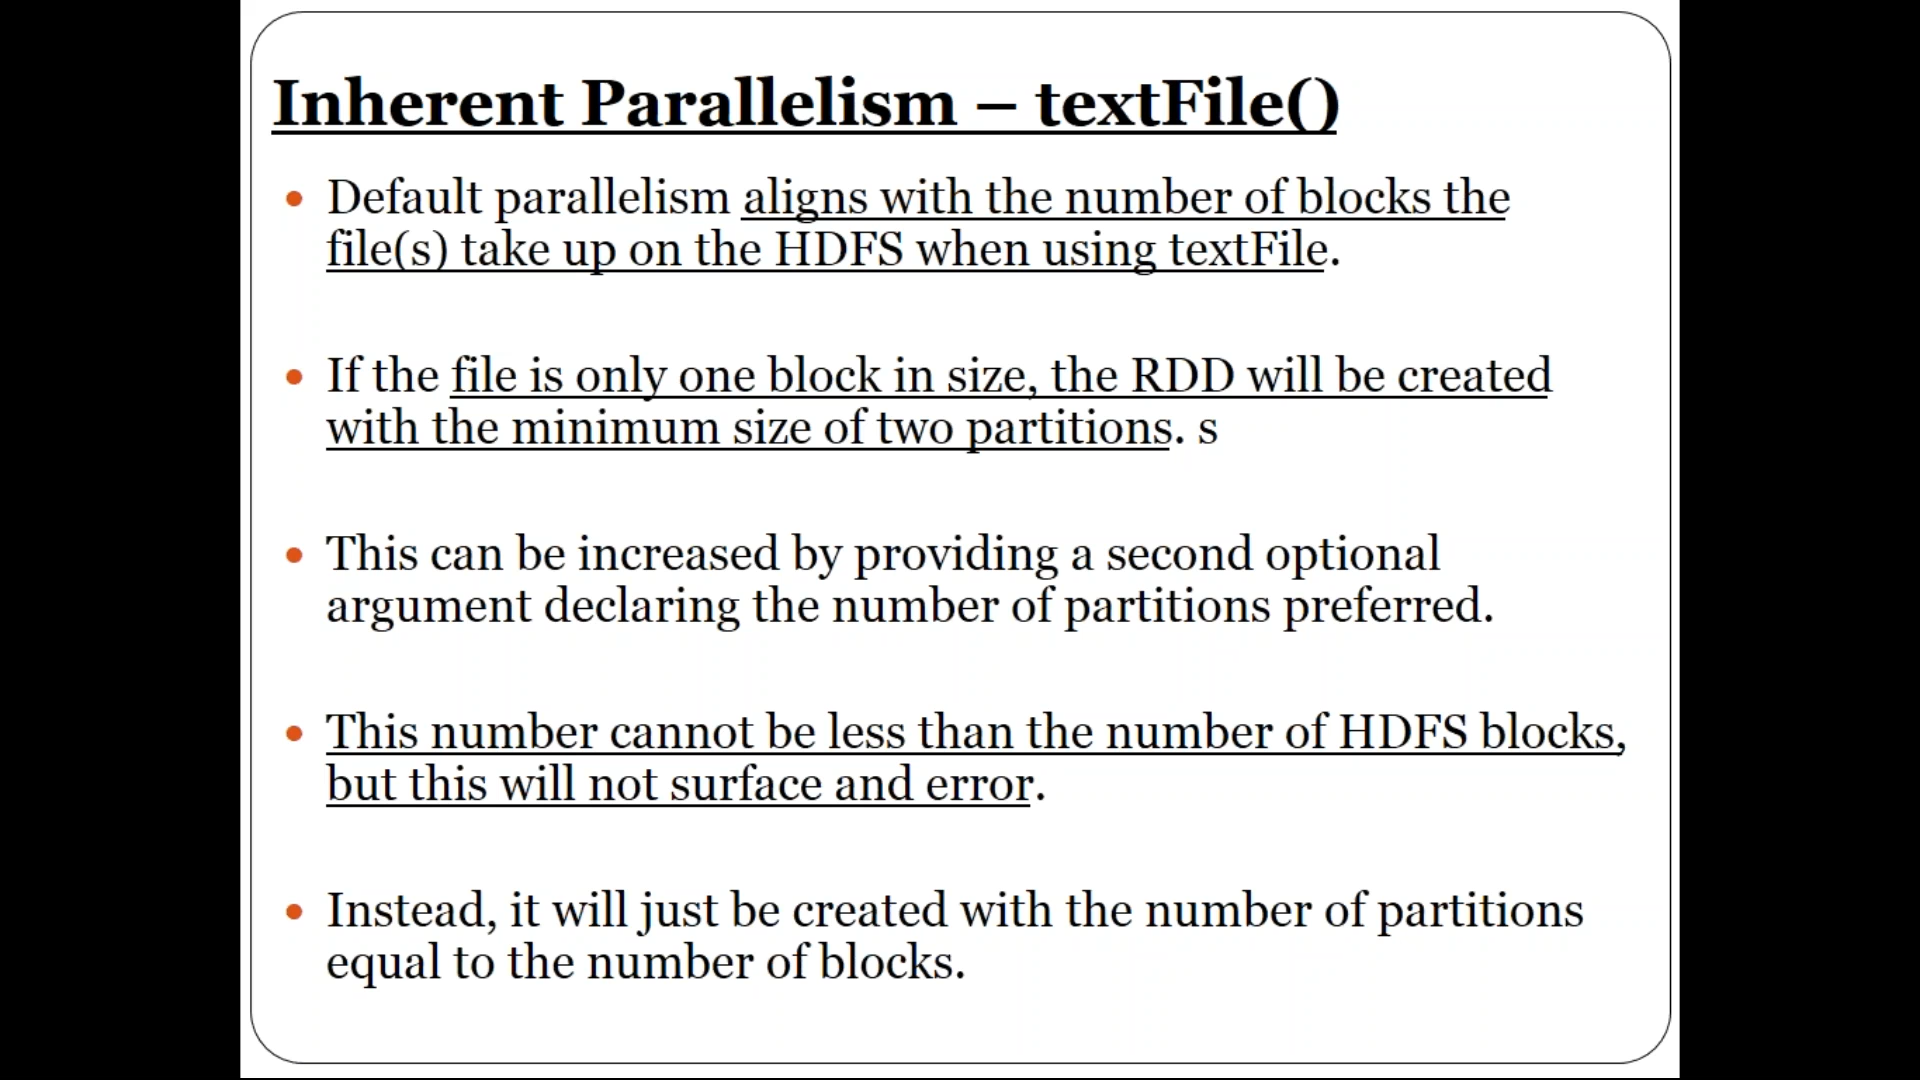 Inherent Parallelism – textFile()
Default parallelism aligns with the number of blocks the
file(s) take up on the HDFS when using textFile.
If the file is only one block in size, the RDD will be created
with the minimum size of two partitions. s
This can be increased by providing a second optional
argument declaring the number of partitions preferred.
This number cannot be less than the number of HDFS blocks,
but this will not surface and error.
Instead, it will just be created with the number of partitions
equal to the number of blocks.